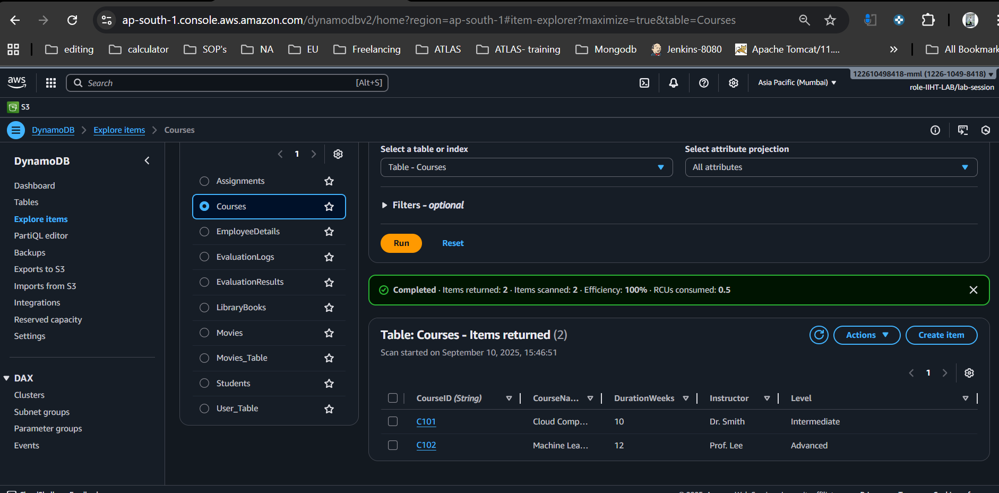 ap-south-1.console.aws.amazon.com/dynamodbv2/home?region=ap-south-1#item-explorer?maximize=true&table=Courses
editing calculator SOP's NA EU Freelancing ATLAS ATLAS- training Mongodb Jenkins-8080 Apache Tomcat/11.... » All Bookmark
aws Search [Alt+S] Asia Pacific (Mumbai) 122610498418-mml (1226-1049-8418)
role-IIHT-LAB/lab-session
S3
DynamoDB > Explore items > Courses
DynamoDB
Dashboard
Tables
Explore items
PartiQL editor
Backups
Exports to S3
Imports from S3
Integrations
Reserved capacity
Settings
DAX
Clusters
Subnet groups
Parameter groups
Events
1
Assignments
Courses
EmployeeDetails
EvaluationLogs
EvaluationResults
LibraryBooks
Movies
Movies_Table
Students
User_Table
Select a table or index Select attribute projection
Table - Courses All attributes
Filters - optional
Run Reset
Completed · Items returned: 2 · Items scanned: 2 · Efficiency: 100% · RCUs consumed: 0.5
Table: Courses - Items returned (2) Actions Create item
Scan started on September 10, 2025, 15:46:51
1
CourseID (String) CourseNa... DurationWeeks Instructor Level
C101 Cloud Comp... 10 Dr. Smith Intermediate
C102 Machine Lea... 12 Prof. Lee Advanced